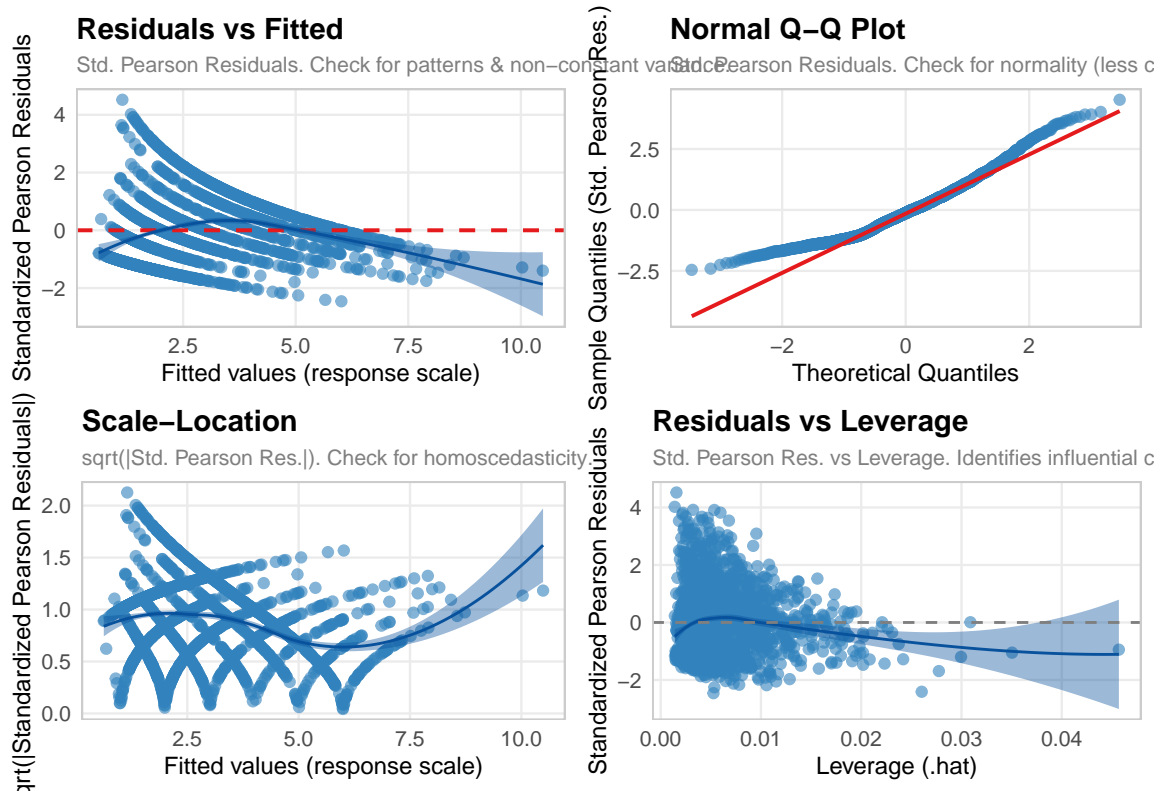 Residuals vs Fitted
Std. Pearson Residuals. Check for patterns & non−constant variance.
Standardized Pearson Residuals
4
2
0
−2
2.5 5.0 7.5 10.0
Fitted values (response scale)
Normal Q−Q Plot
Std. Pearson Residuals. Check for normality (less c
Sample Quantiles (Std. Pearson Res.)
2.5
0.0
−2.5
−2 0 2
Theoretical Quantiles
Scale−Location
sqrt(|Std. Pearson Res.|). Check for homoscedasticity.
qrt(|Standardized Pearson Residuals|)
2.0
1.5
1.0
0.5
0.0
2.5 5.0 7.5 10.0
Fitted values (response scale)
Residuals vs Leverage
Std. Pearson Res. vs Leverage. Identifies influential c
Standardized Pearson Residuals
4
2
0
−2
0.00 0.01 0.02 0.03 0.04
Leverage (.hat)